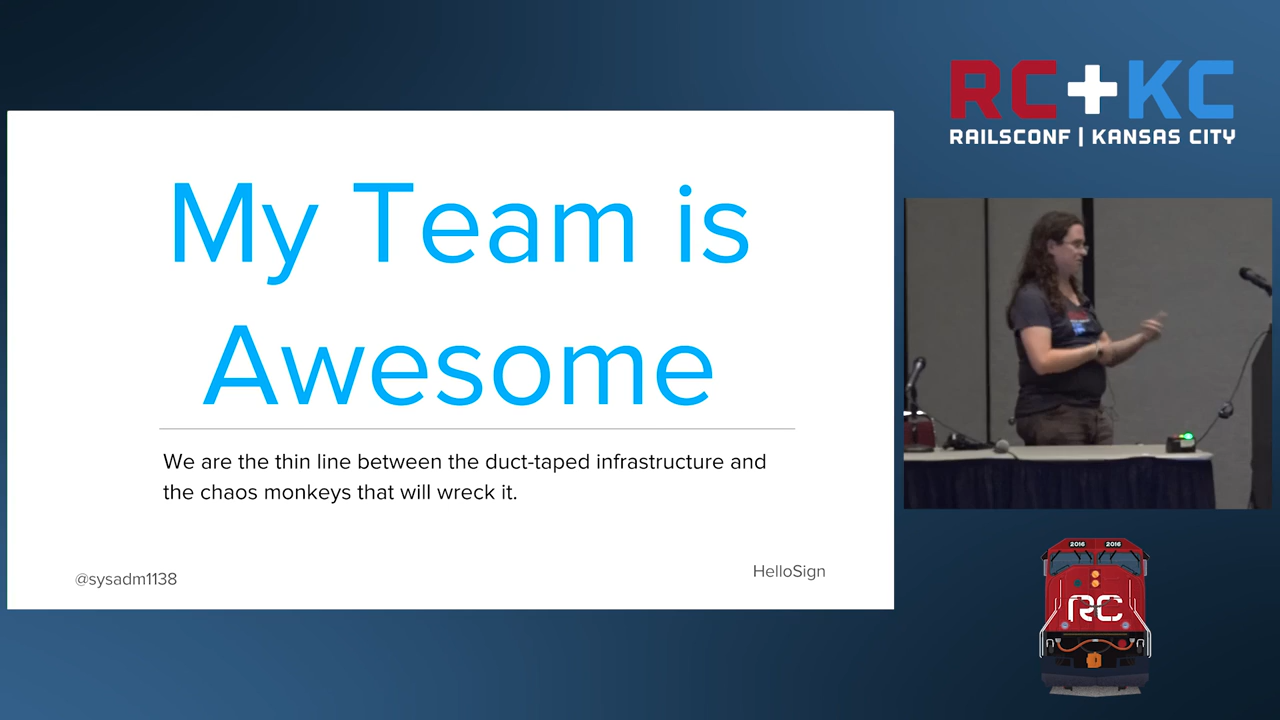 RC+KC
RAILSCONF | KANSAS CITY
My Team is
Awesome
We are the thin line between the duct-taped infrastructure and
the chaos monkeys that will wreck it.
@sysadm1138
HelloSign
2016 2016
RC